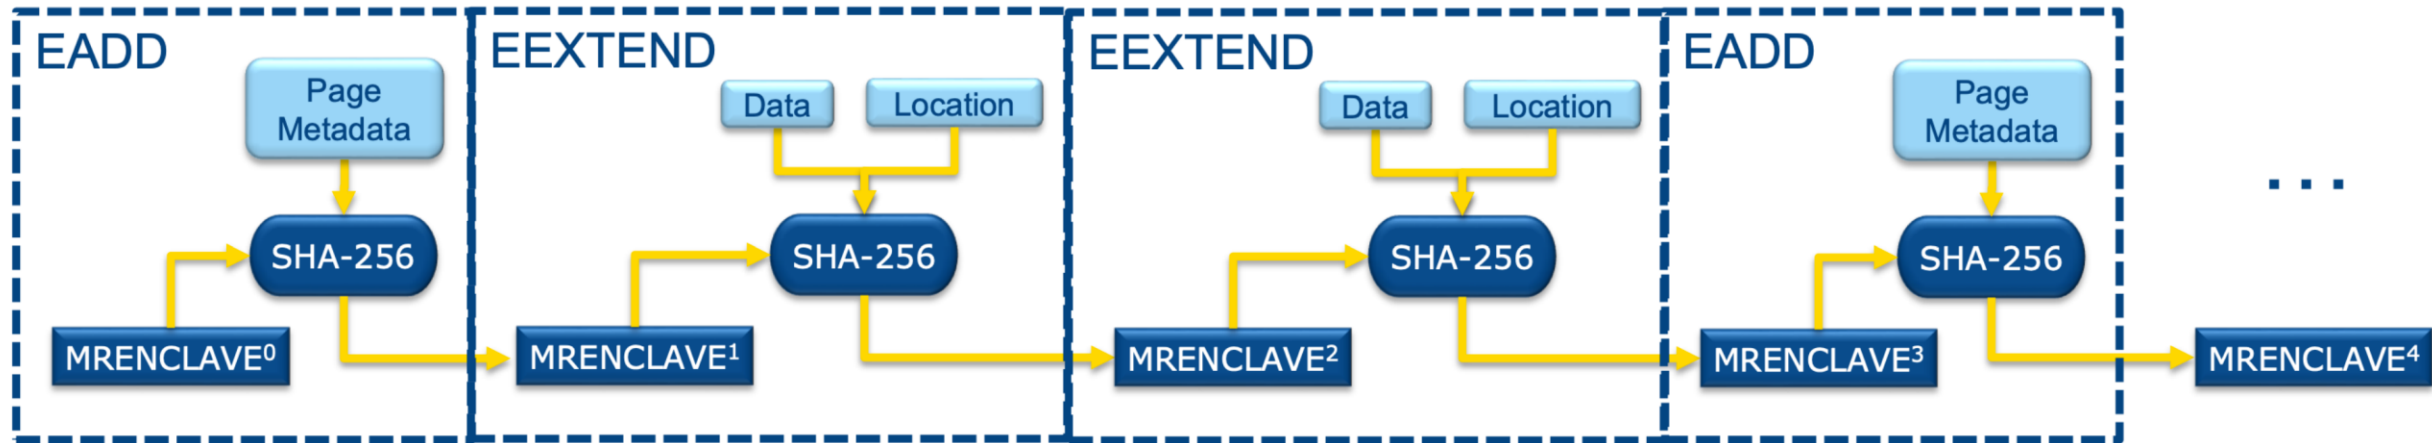 EADD
Page
Metadata
SHA-256
MRENCLAVE⁰
EEXTEND
Data
Location
SHA-256
MRENCLAVE¹
EEXTEND
Data
Location
SHA-256
MRENCLAVE²
EADD
Page
Metadata
SHA-256
MRENCLAVE³
...
MRENCLAVE⁴